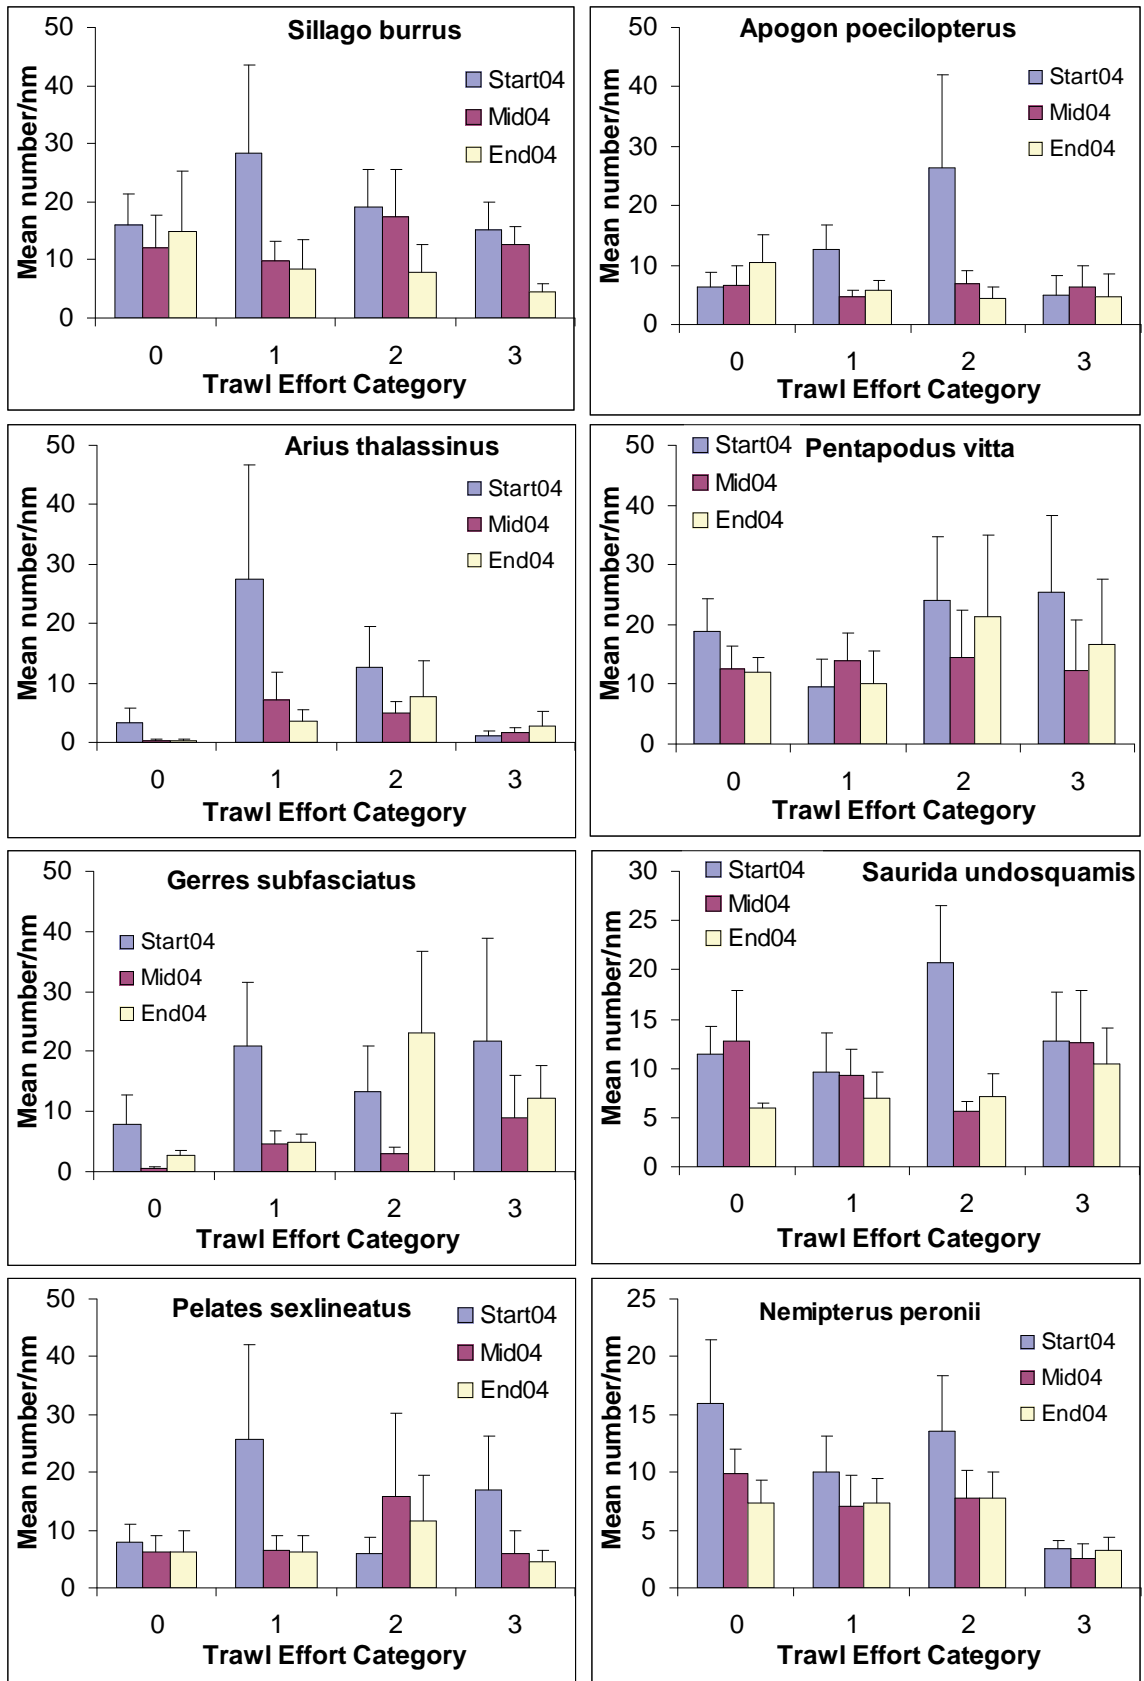 Sillago burrus
50
40
30
20
10
0
Mean number/nm
Start04
Mid04
End04
0 1 2 3
Trawl Effort Category
Apogon poecilopterus
50
40
30
20
10
0
Mean number/nm
Start04
Mid04
End04
0 1 2 3
Trawl Effort Category
Arius thalassinus
50
40
30
20
10
0
Mean number/nm
Start04
Mid04
End04
0 1 2 3
Trawl Effort Category
Pentapodus vitta
50
40
30
20
10
0
Mean number/nm
Start04
Mid04
End04
0 1 2 3
Trawl Effort Category
Gerres subfasciatus
50
40
30
20
10
0
Mean number/nm
Start04
Mid04
End04
0 1 2 3
Trawl Effort Category
Saurida undosquamis
30
25
20
15
10
5
0
Mean number/nm
Start04
Mid04
End04
0 1 2 3
Trawl Effort Category
Pelates sexlineatus
50
40
30
20
10
0
Mean number/nm
Start04
Mid04
End04
0 1 2 3
Trawl Effort Category
Nemipterus peronii
25
20
15
10
5
0
Mean number/nm
Start04
Mid04
End04
0 1 2 3
Trawl Effort Category